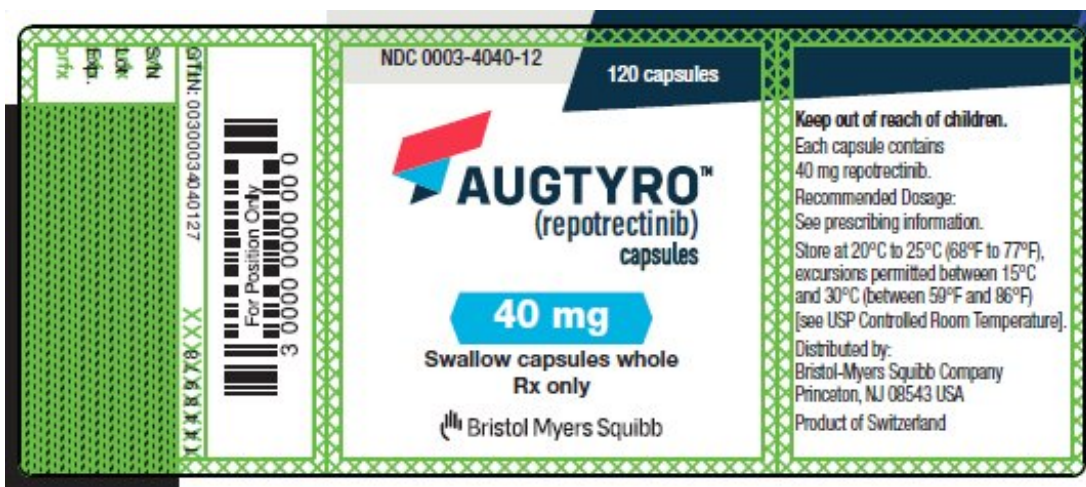 S/N
Lot
Exp.
GTIN: 00300034040127
For Position Only
3 0000 0000 00 0
NDC 0003-4040-12
120 capsules
AUGTYRO™
(repotrectinib)
capsules
40 mg
Swallow capsules whole
Rx only
Bristol Myers Squibb
Keep out of reach of children.
Each capsule contains
40 mg repotrectinib.
Recommended Dosage:
See prescribing information.
Store at 20°C to 25°C (68°F to 77°F),
excursions permitted between 15°C
and 30°C (between 59°F and 86°F)
[see USP Controlled Room Temperature].
Distributed by:
Bristol-Myers Squibb Company
Princeton, NJ 08543 USA
Product of Switzerland